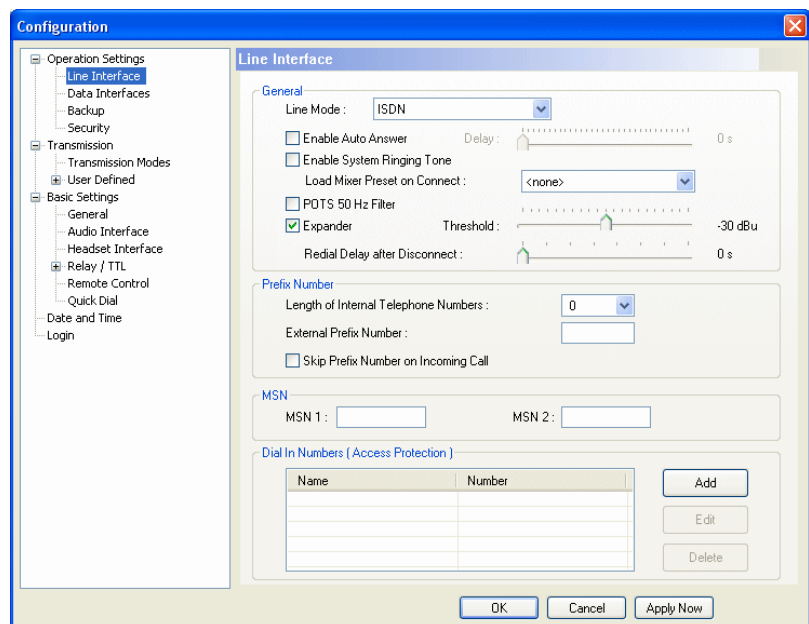 Configuration
Operation Settings
Line Interface
Data Interfaces
Backup
Security
Transmission
Transmission Modes
User Defined
Basic Settings
General
Audio Interface
Headset Interface
Relay / TTL
Remote Control
Quick Dial
Date and Time
Login
Line Interface
General
Line Mode : ISDN
Enable Auto Answer Delay : 0 s
Enable System Ringing Tone
Load Mixer Preset on Connect : <none>
POTS 50 Hz Filter
Expander Threshold : -30 dBu
Redial Delay after Disconnect : 0 s
Prefix Number
Length of Internal Telephone Numbers : 0
External Prefix Number :
Skip Prefix Number on Incoming Call
MSN
MSN 1 : MSN 2 :
Dial In Numbers ( Access Protection )
Name Number
Add
Edit
Delete
OK Cancel Apply Now